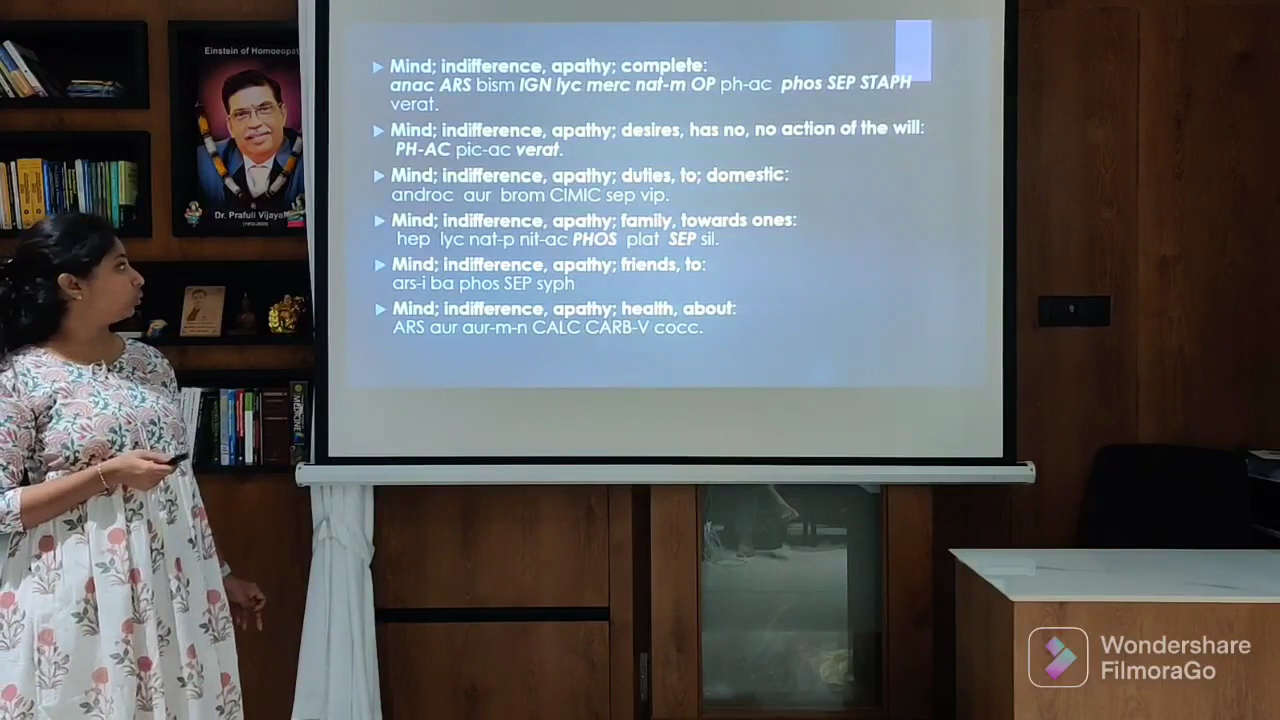 Einstein of Homoeopat
Dr. Prafull Vijayak
Mind; indifference, apathy; complete:
anac ARS bism IGN lyc merc nat-m OP ph-ac phos SEP STAPH
verat.
Mind; indifference, apathy; desires, has no, no action of the will:
PH-AC pic-ac verat.
Mind; indifference, apathy; duties, to; domestic:
androc aur brom CIMIC sep vip.
Mind; indifference, apathy; family, towards ones:
hep lyc nat-p nit-ac PHOS plat SEP sil.
Mind; indifference, apathy; friends, to:
ars-i ba phos SEP syph
Mind; indifference, apathy; health, about:
ARS aur aur-m-n CALC CARB-V cocc.
MEDICINE
Wondershare
FilmoraGo